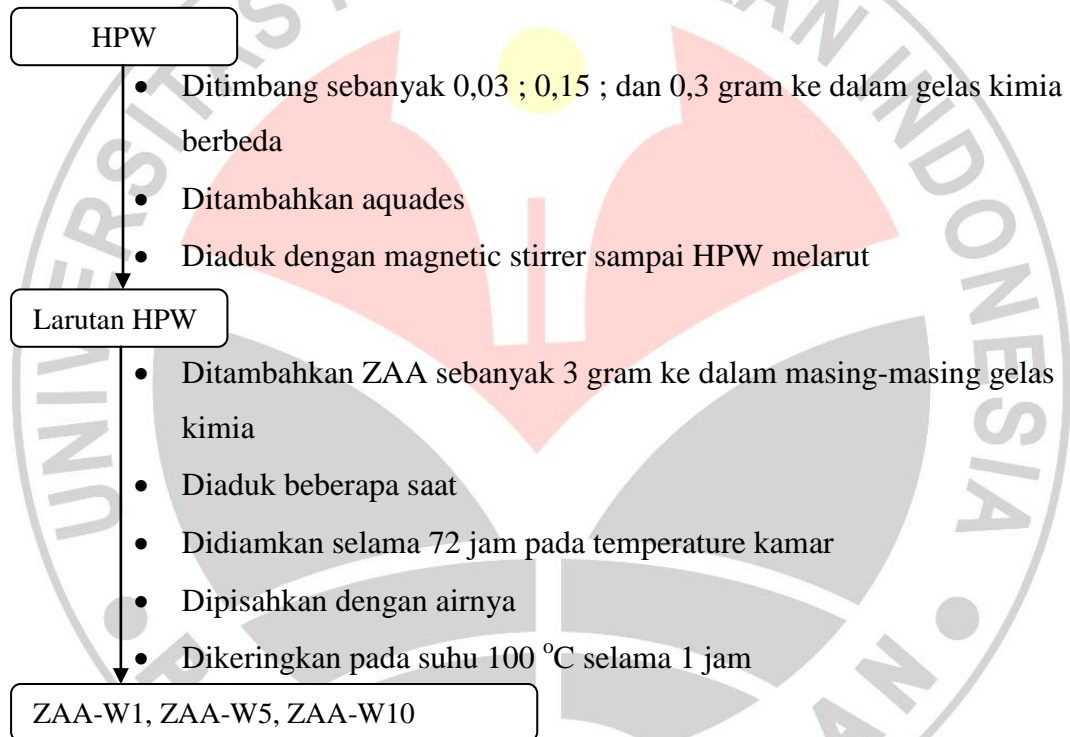 HPW
• Ditimbang sebanyak 0,03 ; 0,15 ; dan 0,3 gram ke dalam gelas kimia
berbeda
• Ditambahkan aquades
• Diaduk dengan magnetic stirrer sampai HPW melarut
Larutan HPW
• Ditambahkan ZAA sebanyak 3 gram ke dalam masing-masing gelas
kimia
• Diaduk beberapa saat
• Didiamkan selama 72 jam pada temperature kamar
• Dipisahkan dengan airnya
• Dikeringkan pada suhu 100 °C selama 1 jam
ZAA-W1, ZAA-W5, ZAA-W10